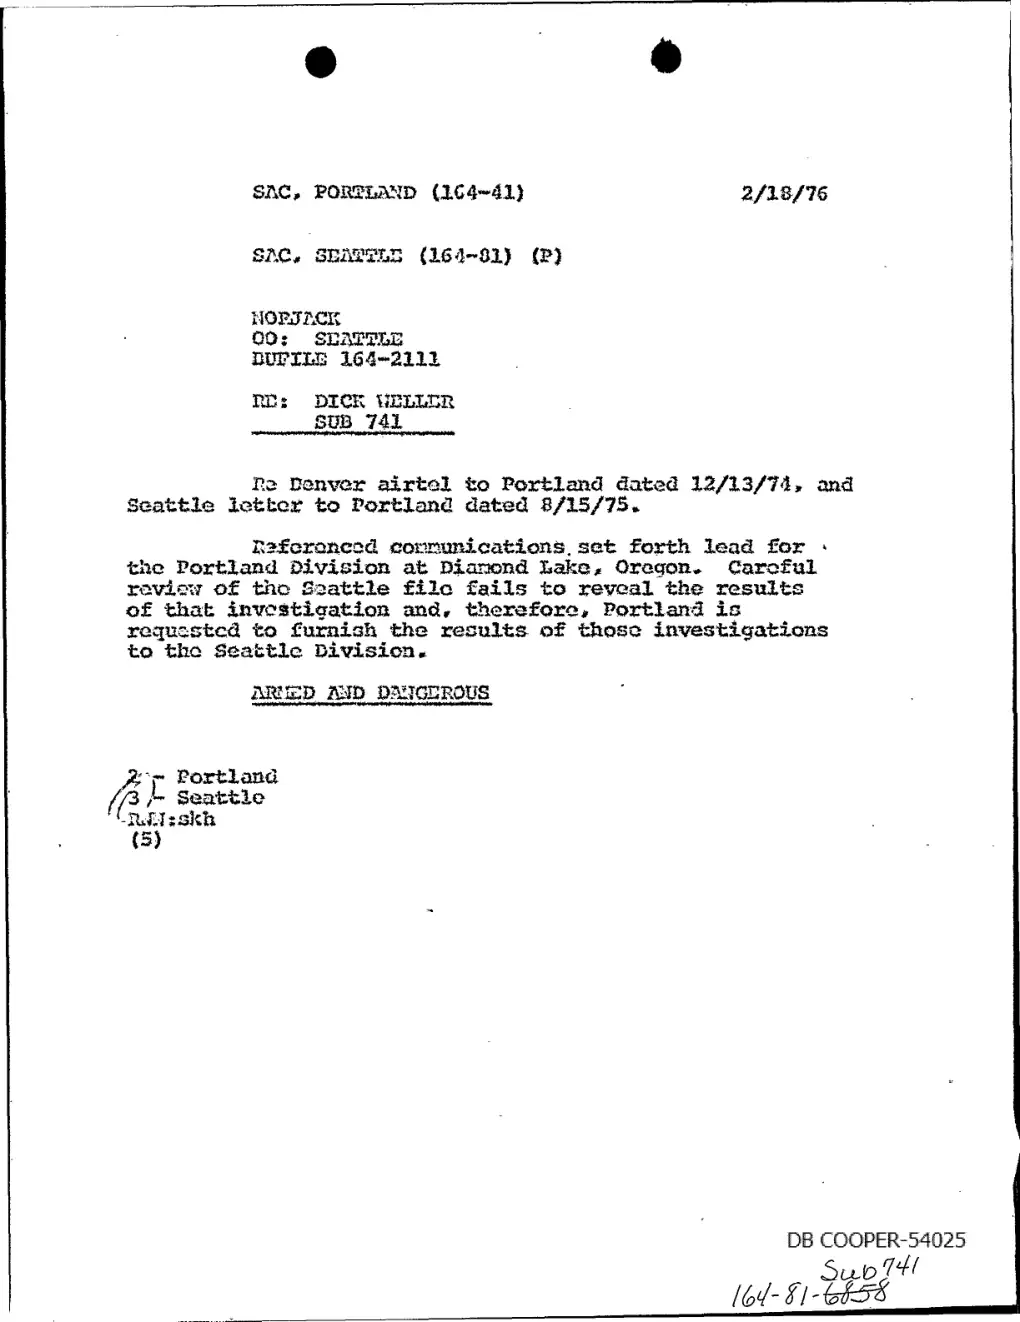 SAC, PORTLAND (164-41) 2/18/76
SAC, SEATTLE (164-81) (P)
NORJACK
OO: SEATTLE
BUFILE 164-2111
RE: DICK WELLER
SUB 741
Re Denver airtel to Portland dated 12/13/74, and
Seattle letter to Portland dated 8/15/75.
Referenced communications set forth lead for
the Portland Division at Diamond Lake, Oregon. Careful
review of the Seattle file fails to reveal the results
of that investigation and, therefore, Portland is
requested to furnish the results of those investigations
to the Seattle Division.
ARMED AND DANGEROUS
2 - Portland
3 - Seattle
:skh
(5)
DB COOPER-54025
Sub 741
164-81-6858